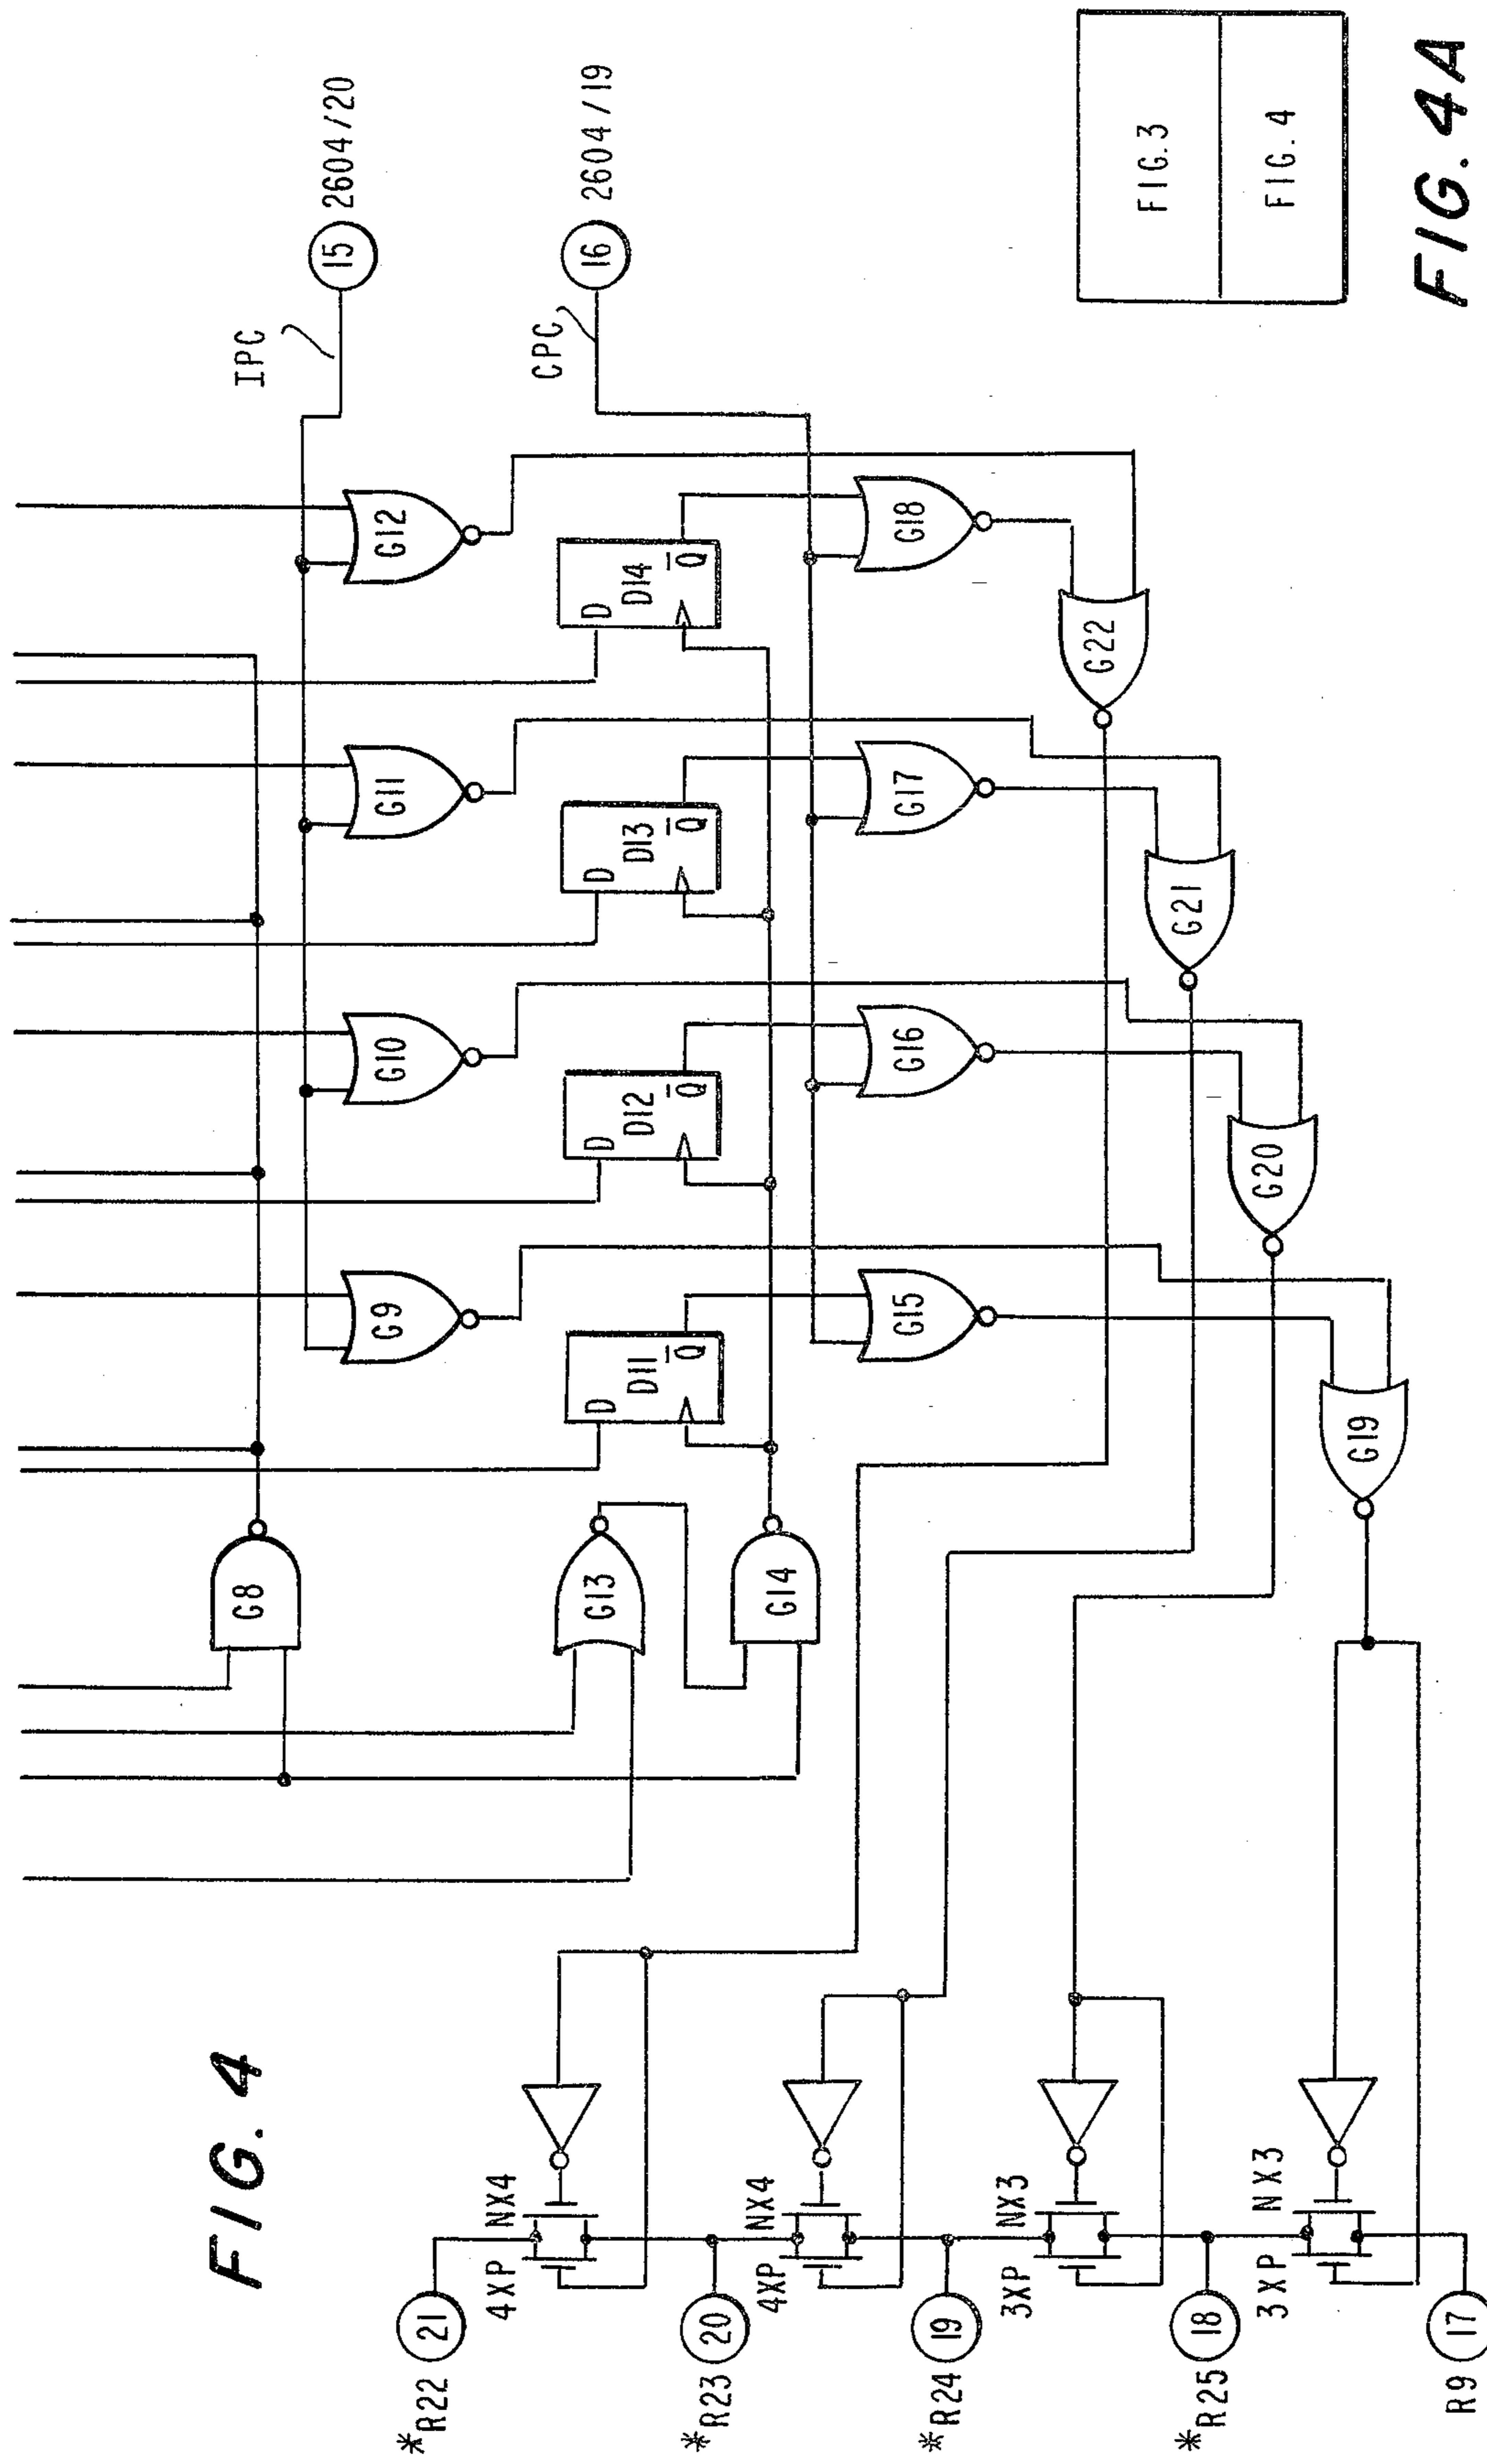 FIG. 4
IPC
15
2604/20
CPC
16
2604/19
G8
G9
G10
G11
G12
G13
G14
D
D11
Q̅
D
D12
Q̅
D
D13
Q̅
D
D14
Q̅
G15
G16
G17
G18
G19
G20
G21
G22
*R22
21
4XP
NX4
*R23
20
4XP
NX4
*R24
19
3XP
NX3
*R25
18
3XP
NX3
R9
17
FIG.3
FIG.4
FIG. 4A